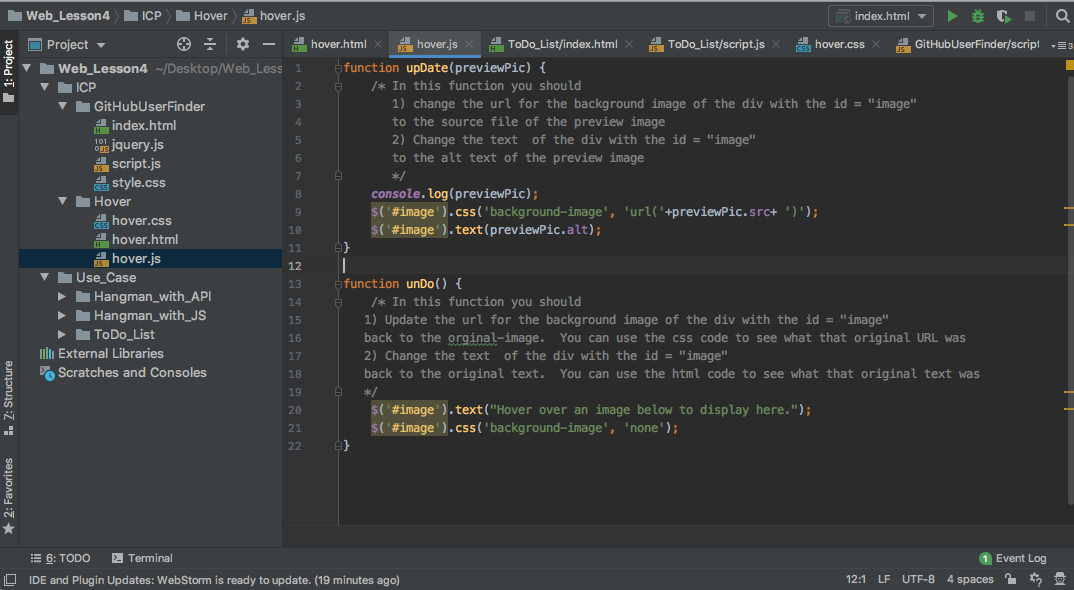 Web_Lesson4 ICP Hover hover.js index.html
Project hover.html hover.js ToDo_List/index.html ToDo_List/script.js hover.css GitHubUserFinder/script
1: Project
Web_Lesson4 ~/Desktop/Web_Less
ICP
GitHubUserFinder
index.html
jquery.js
script.js
style.css
Hover
hover.css
hover.html
hover.js
Use_Case
Hangman_with_API
Hangman_with_JS
ToDo_List
External Libraries
Scratches and Consoles
7: Structure
2: Favorites
1 function upDate(previewPic) {
2 /* In this function you should
3 1) change the url for the background image of the div with the id = "image"
4 to the source file of the preview image
5 2) Change the text  of the div with the id = "image"
6 to the alt text of the preview image
7 */
8 console.log(previewPic);
9 $('#image').css('background-image', 'url('+previewPic.src+ ')');
10 $('#image').text(previewPic.alt);
11 }
12
13 function unDo() {
14 /* In this function you should
15 1) Update the url for the background image of the div with the id = "image"
16 back to the orginal-image.  You can use the css code to see what that original URL was
17 2) Change the text  of the div with the id = "image"
18 back to the original text.  You can use the html code to see what that original text was
19 */
20 $('#image').text("Hover over an image below to display here.");
21 $('#image').css('background-image', 'none');
22 }
6: TODO Terminal 1 Event Log
IDE and Plugin Updates: WebStorm is ready to update. (19 minutes ago) 12:1 LF UTF-8 4 spaces